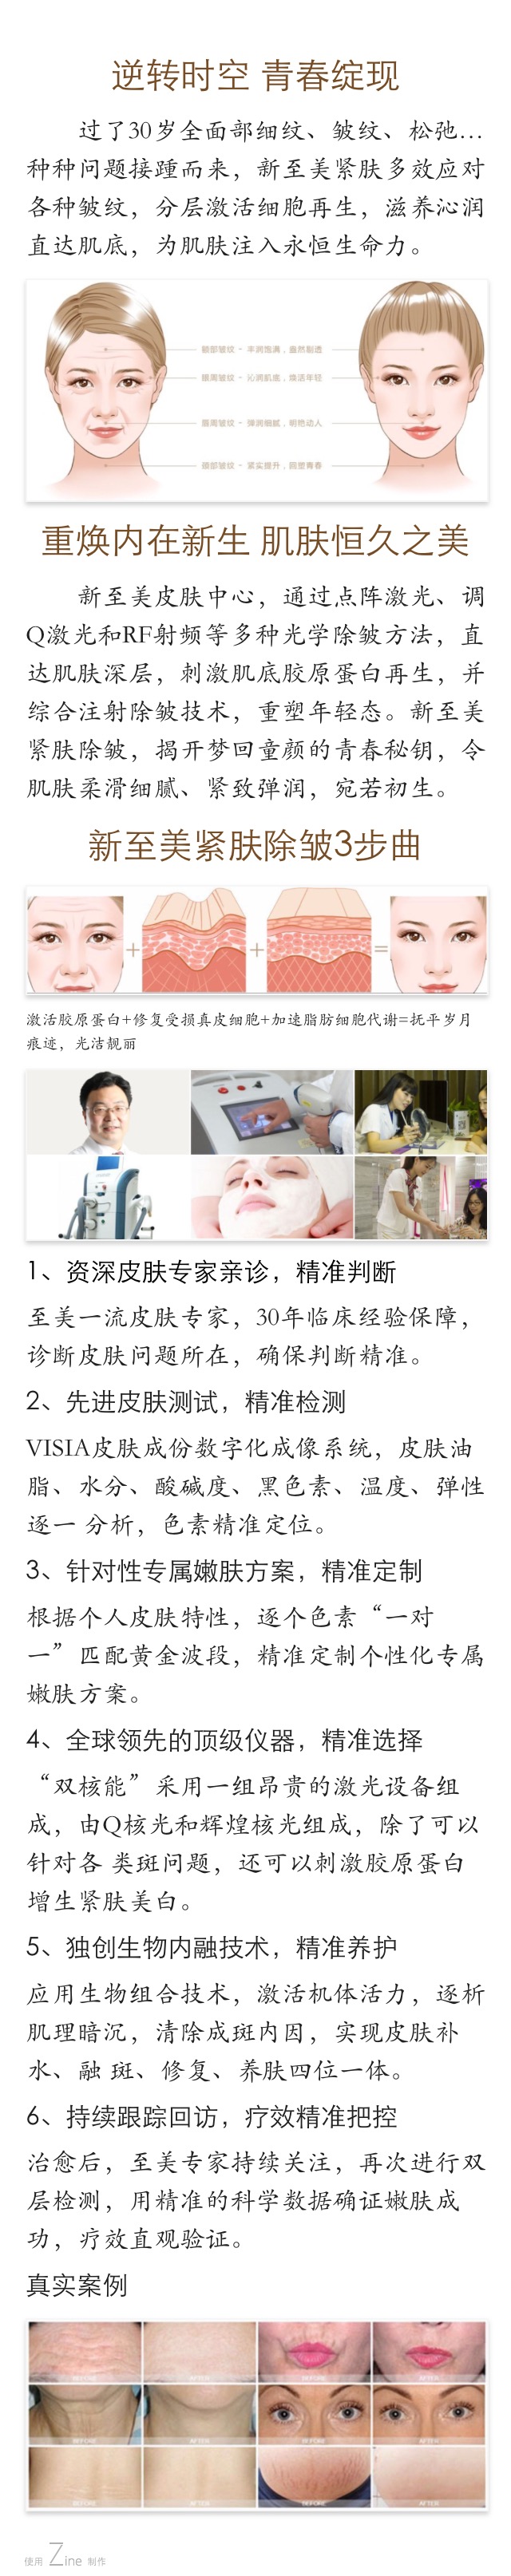 逆转时空 青春绽现
过了30岁全面部细纹、皱纹、松弛…
种种问题接踵而来，新至美紧肤多效应对
各种皱纹，分层激活细胞再生，滋养沁润
直达肌底，为肌肤注入永恒生命力。
额部皱纹 - 丰润饱满，盎然剔透
眼周皱纹 - 沁润肌底，焕活年轻
唇周皱纹 - 弹润细腻，明艳动人
颈部皱纹 - 紧实提升，回塑青春
重焕内在新生 肌肤恒久之美
新至美皮肤中心，通过点阵激光、调
Q激光和RF射频等多种光学除皱方法，直
达肌肤深层，刺激肌底胶原蛋白再生，并
综合注射除皱技术，重塑年轻态。新至美
紧肤除皱，揭开梦回童颜的青春秘钥，令
肌肤柔滑细腻、紧致弹润，宛若初生。
新至美紧肤除皱3步曲
+ + =
激活胶原蛋白+修复受损真皮细胞+加速脂肪细胞代谢=抚平岁月
痕迹，光洁靓丽
1、资深皮肤专家亲诊，精准判断
至美一流皮肤专家，30年临床经验保障，
诊断皮肤问题所在，确保判断精准。
2、先进皮肤测试，精准检测
VISIA皮肤成份数字化成像系统，皮肤油
脂、水分、酸碱度、黑色素、温度、弹性
逐一 分析，色素精准定位。
3、针对性专属嫩肤方案，精准定制
根据个人皮肤特性，逐个色素“一对
一”匹配黄金波段，精准定制个性化专属
嫩肤方案。
4、全球领先的顶级仪器，精准选择
“双核能”采用一组昂贵的激光设备组
成，由Q核光和辉煌核光组成，除了可以
针对各 类斑问题，还可以刺激胶原蛋白
增生紧肤美白。
5、独创生物内融技术，精准养护
应用生物组合技术，激活机体活力，逐析
肌理暗沉，清除成斑内因，实现皮肤补
水、融 斑、修复、养肤四位一体。
6、持续跟踪回访，疗效精准把控
治愈后，至美专家持续关注，再次进行双
层检测，用精准的科学数据确证嫩肤成
功，疗效直观验证。
真实案例
BEFORE AFTER BEFORE AFTER
BEFORE AFTER BEFORE AFTER
BEFORE AFTER BEFORE AFTER
使用 Zine 制作